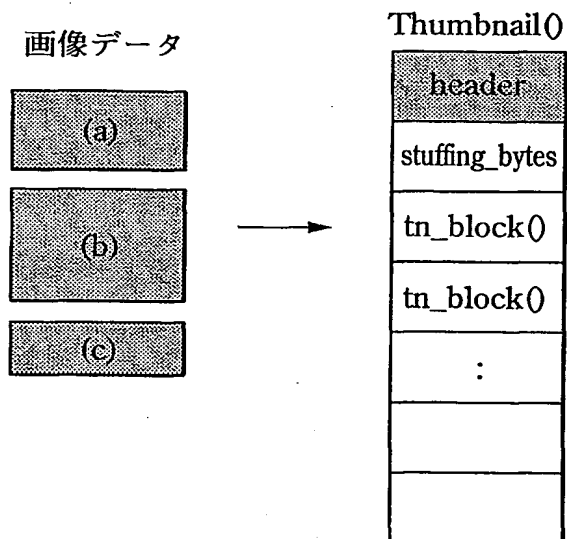 画像データ
(a)
(b)
(c)
Thumbnail()
header
stuffing_bytes
tn_block()
tn_block()
: